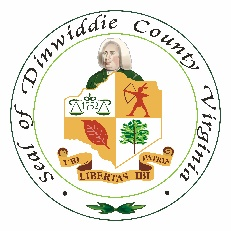 Seal of Dinwiddie County Virginia
UBI LIBERTAS IBI PATRIA